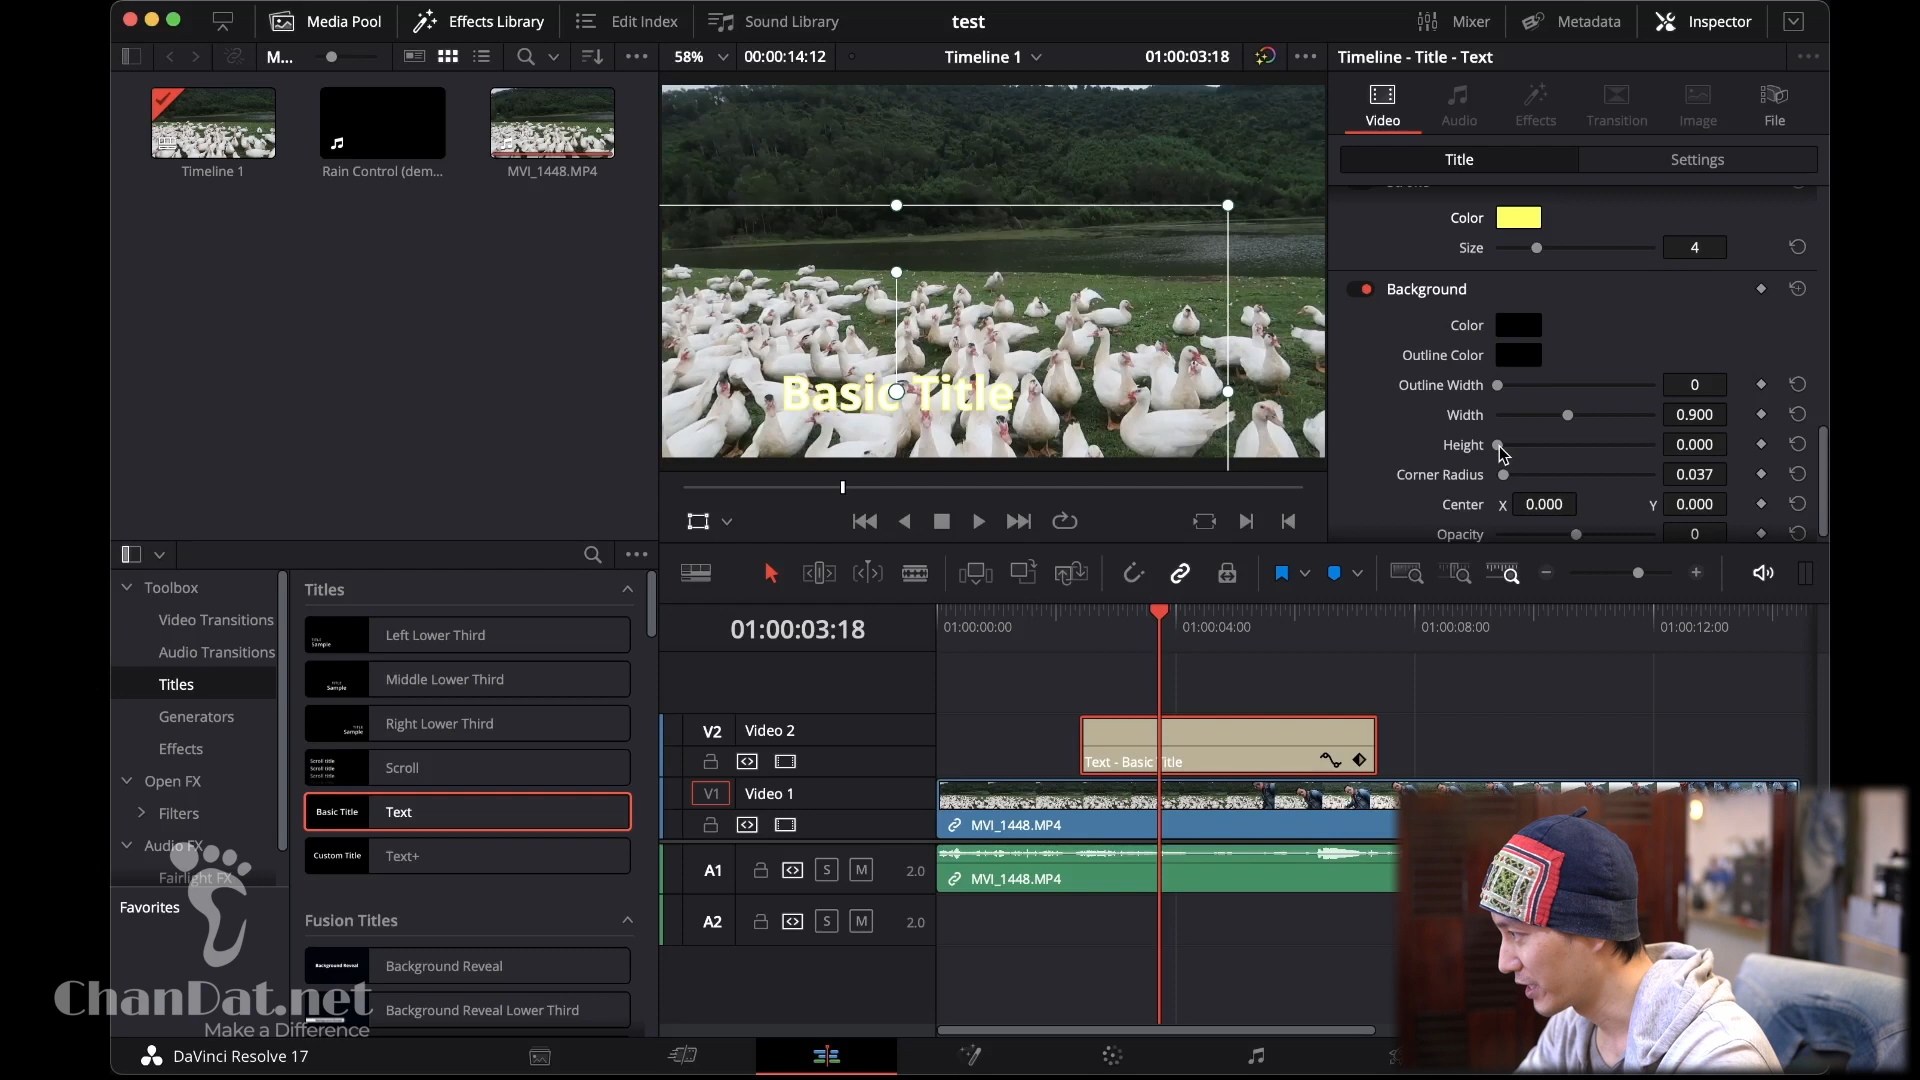 Media Pool
Effects Library
Edit Index
Sound Library
test
Mixer
Metadata
Inspector
M...
58%
00:00:14:12
Timeline 1
01:00:03:18
Timeline - Title - Text
Video
Audio
Effects
Transition
Image
File
Title
Settings
Timeline 1
Rain Control (dem...
MVI_1448.MP4
Color
Size
4
Background
Color
Outline Color
Outline Width
0
Width
0.900
Height
0.000
Corner Radius
0.037
Center
X
0.000
Y
0.000
Opacity
0
Basic Title
Toolbox
Video Transitions
Audio Transitions
Titles
Generators
Effects
Open FX
Filters
Audio FX
Fairlight FX
Favorites
Titles
Left Lower Third
Middle Lower Third
Right Lower Third
Scroll
Basic Title
Text
Custom Title
Text+
Fusion Titles
Background Reveal
Background Reveal
Background Reveal Lower Third
01:00:03:18
01:00:00:00
01:00:04:00
01:00:08:00
01:00:12:00
V2
Video 2
Text - Basic Title
V1
Video 1
MVI_1448.MP4
A1
S
M
2.0
MVI_1448.MP4
A2
S
M
2.0
ChanDat.net
Make a Difference
DaVinci Resolve 17